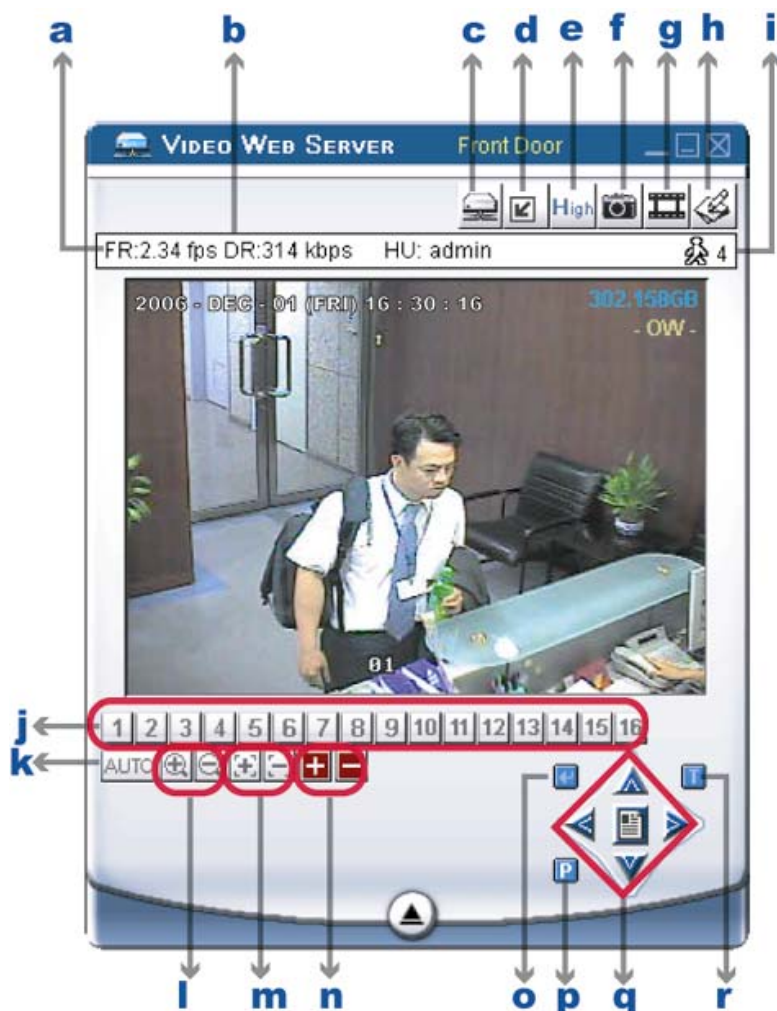 a b c d e f g h i
VIDEO WEB SERVER Front Door
High
FR:2.34 fps DR:314 kbps HU: admin 4
2006 - DEC - 01 (FRI) 16 : 30 : 16 302.158GB
- OW -
01
j 1 2 3 4 5 6 7 8 9 10 11 12 13 14 15 16
k AUTO
T
P
l m n o p q r